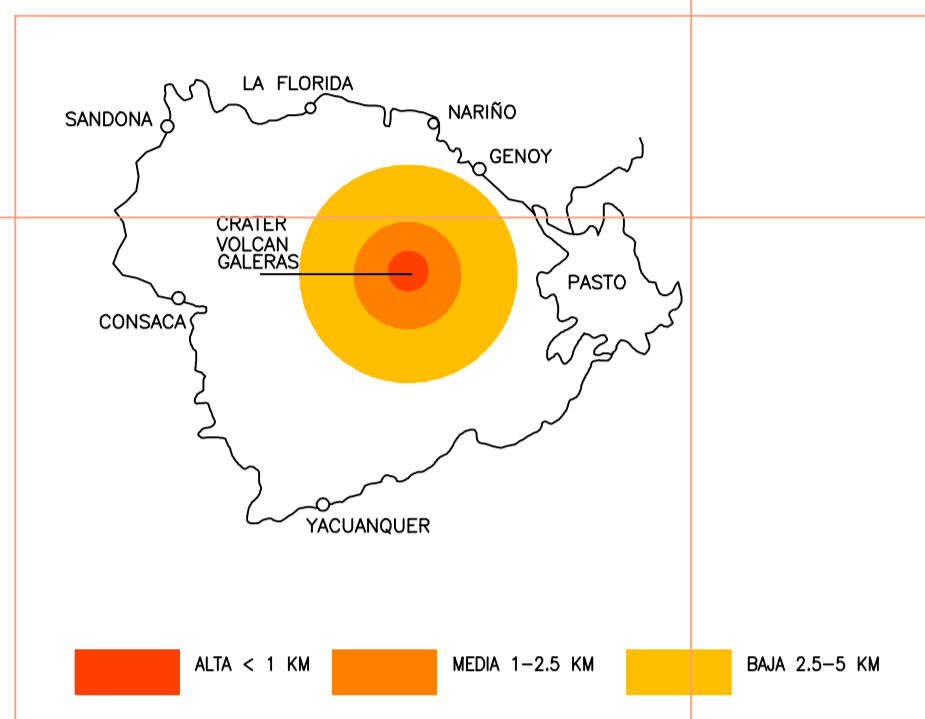 LA FLORIDA
SANDONA
NARIÑO
GENOY
CRATER
VOLCAN
GALERAS
PASTO
CONSACA
YACUANQUER
ALTA < 1 KM
MEDIA 1-2.5 KM
BAJA 2.5-5 KM